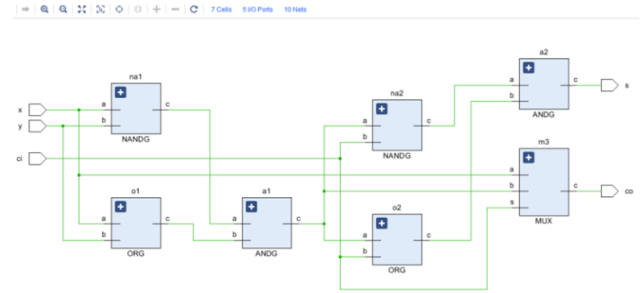 7 Cells 5 I/O Ports 10 Nets
a2
a c
b
s
ANDG
na1
a c
b
NANDG
x
y
ci
na2
a c
b
NANDG
m3
a
b c
s
co
MUX
o1
a c
b
ORG
a1
a c
b
ANDG
o2
a c
b
ORG